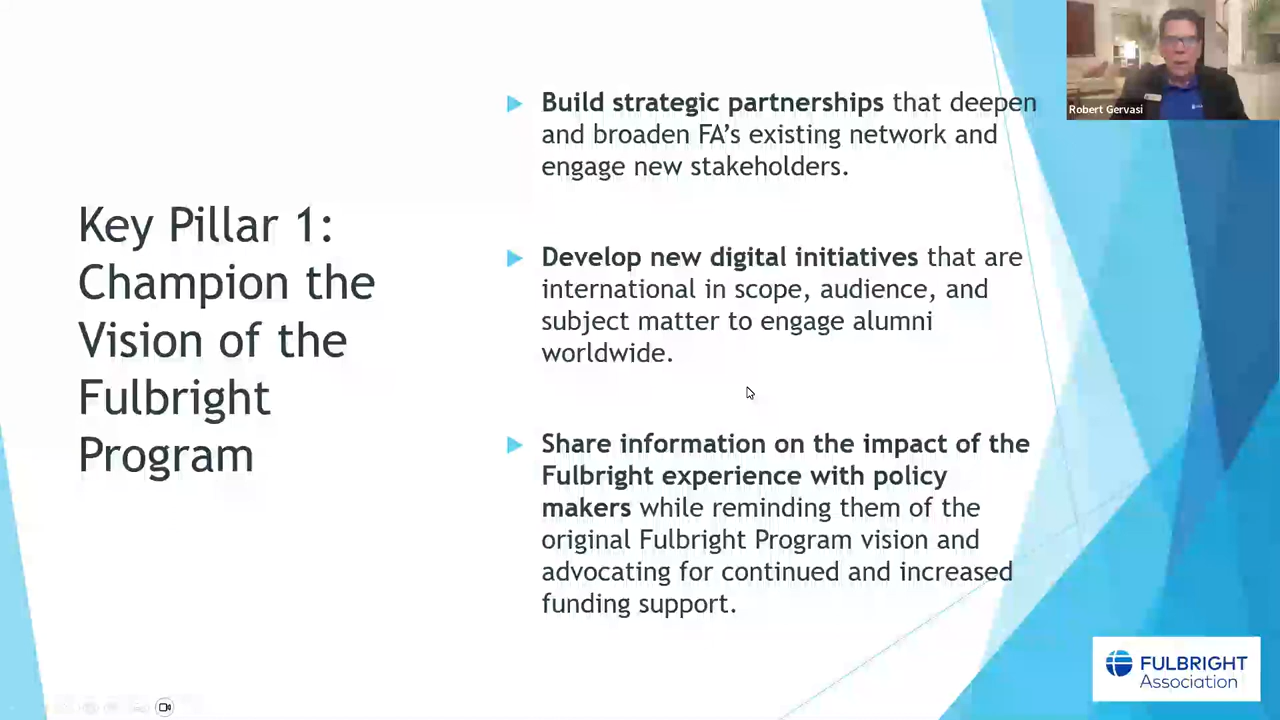 Key Pillar 1:
Champion the
Vision of the
Fulbright
Program
Build strategic partnerships that deepen
and broaden FA’s existing network and
engage new stakeholders.
Develop new digital initiatives that are
international in scope, audience, and
subject matter to engage alumni
worldwide.
Share information on the impact of the
Fulbright experience with policy
makers while reminding them of the
original Fulbright Program vision and
advocating for continued and increased
funding support.
Robert Gervasi
FULBRIGHT
Association